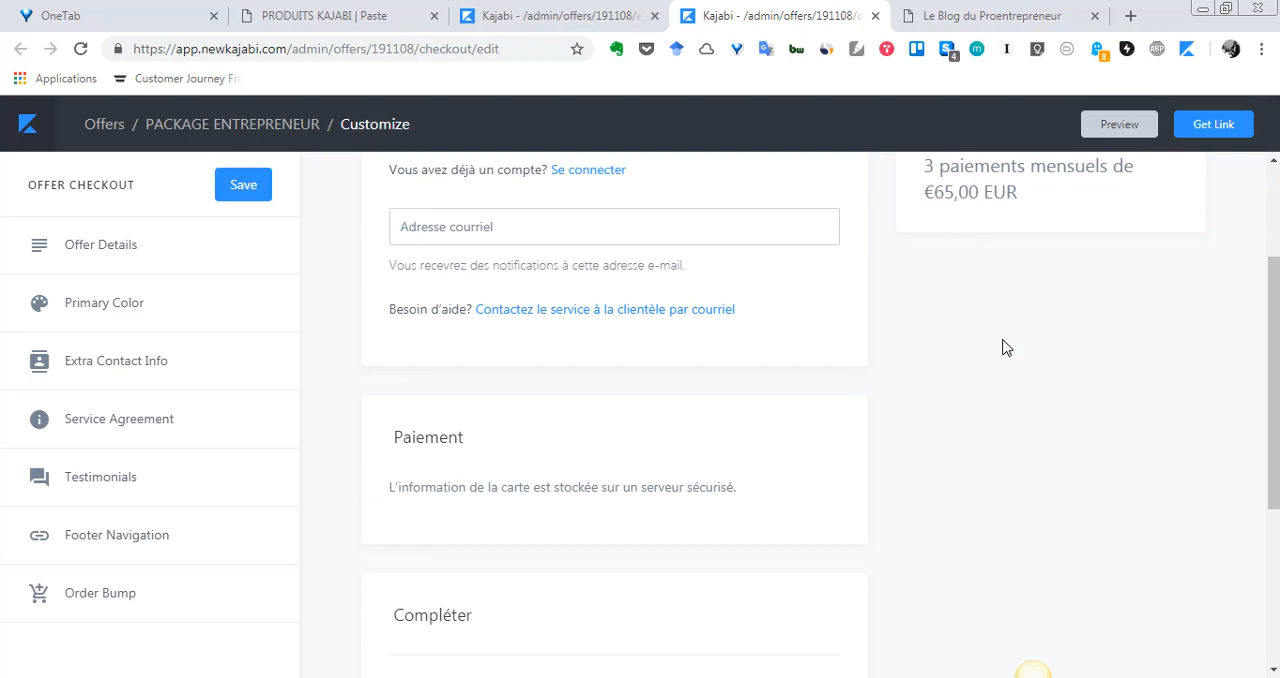 OneTab
PRODUITS KAJABI | Paste
Kajabi - /admin/offers/191108/e
Kajabi - /admin/offers/191108/c
Le Blog du Proentrepreneur
https://app.newkajabi.com/admin/offers/191108/checkout/edit
4
8
ABP
bw
Applications
Customer Journey Fr
Offers / PACKAGE ENTREPRENEUR / Customize
Preview
Get Link
OFFER CHECKOUT
Save
Offer Details
Primary Color
Extra Contact Info
Service Agreement
Testimonials
Footer Navigation
Order Bump
Vous avez déjà un compte? Se connecter
Adresse courriel
Vous recevrez des notifications à cette adresse e-mail.
Besoin d'aide? Contactez le service à la clientèle par courriel
Paiement
L'information de la carte est stockée sur un serveur sécurisé.
Compléter
3 paiements mensuels de
€65,00 EUR